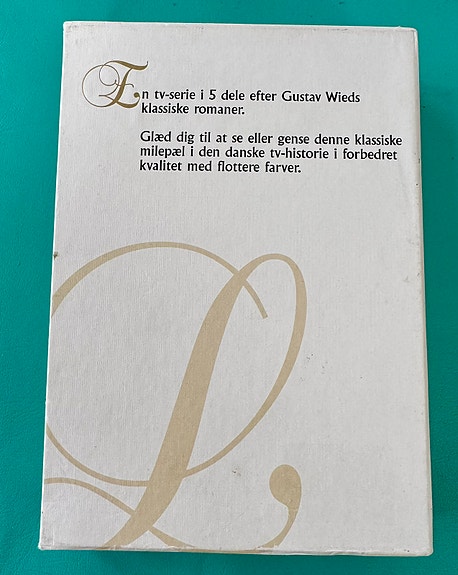 En tv-serie i 5 dele efter Gustav Wieds
klassiske romaner.
Glæd dig til at se eller gense denne klassiske
milepæl i den danske tv-historie i forbedret
kvalitet med flottere farver.
L